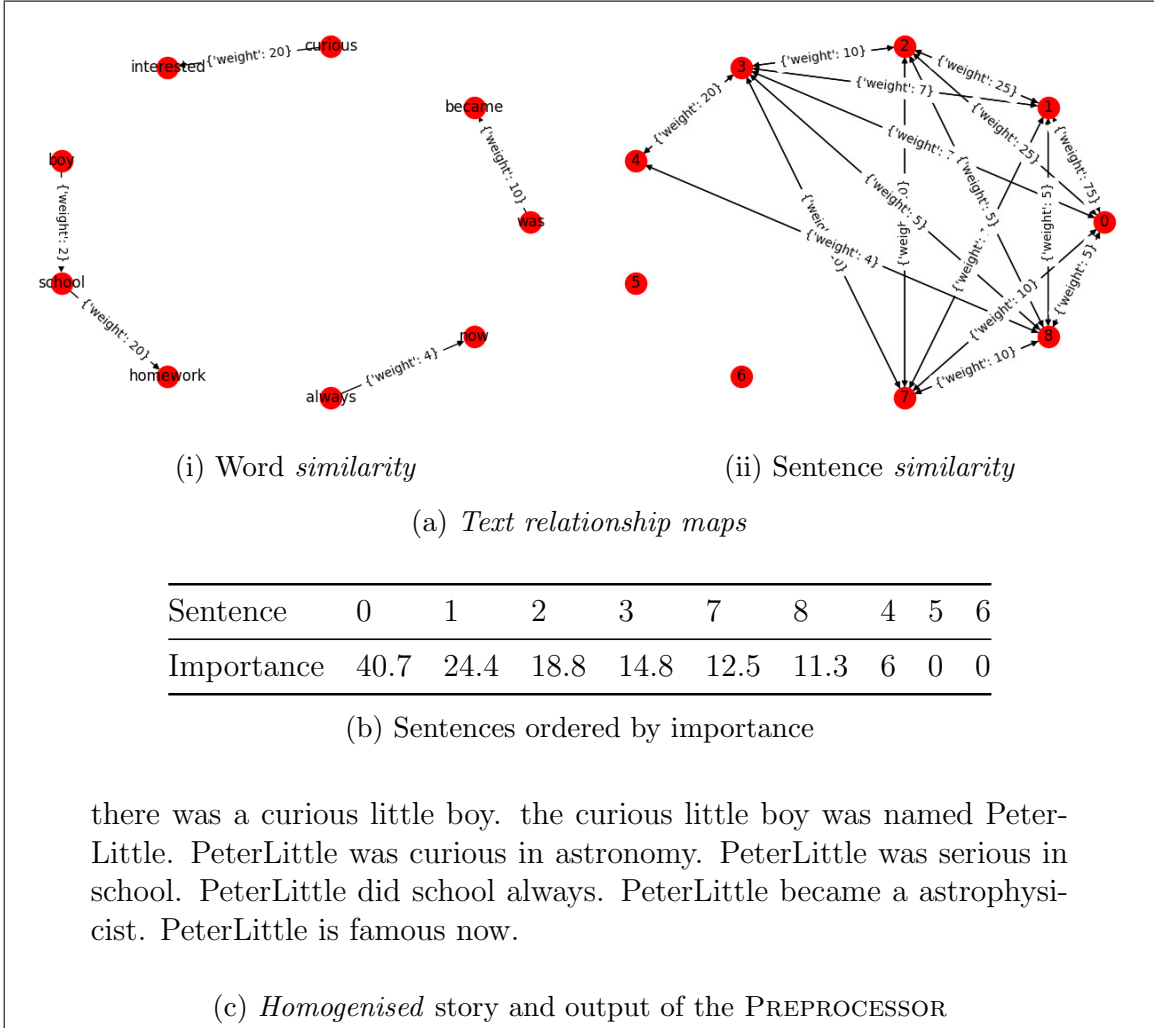 curious
{'weight': 20}
interested
became
{'weight': 10}
was
boy
{'weight': 2}
school
{'weight': 20}
homework
now
{'weight': 4}
always
2
{'weight': 10}
3
{'weight': 25}
{'weight': 7}
1
{'weight': 20}
{'weight': 25}
{'weight': 75}
4
{'weight': 5}
{'weight': 5}
{'weight': 5}
0
{'weight': 4}
{'weight': 5}
5
{'weight': 10}
8
{'weight': 10}
6
7
(i) Word similarity
(ii) Sentence similarity
(a) Text relationship maps
Sentence 0 1 2 3 7 8 4 5 6
Importance 40.7 24.4 18.8 14.8 12.5 11.3 6 0 0
(b) Sentences ordered by importance
there was a curious little boy. the curious little boy was named Peter-
Little. PeterLittle was curious in astronomy. PeterLittle was serious in
school. PeterLittle did school always. PeterLittle became a astrophysi-
cist. PeterLittle is famous now.
(c) Homogenised story and output of the PREPROCESSOR